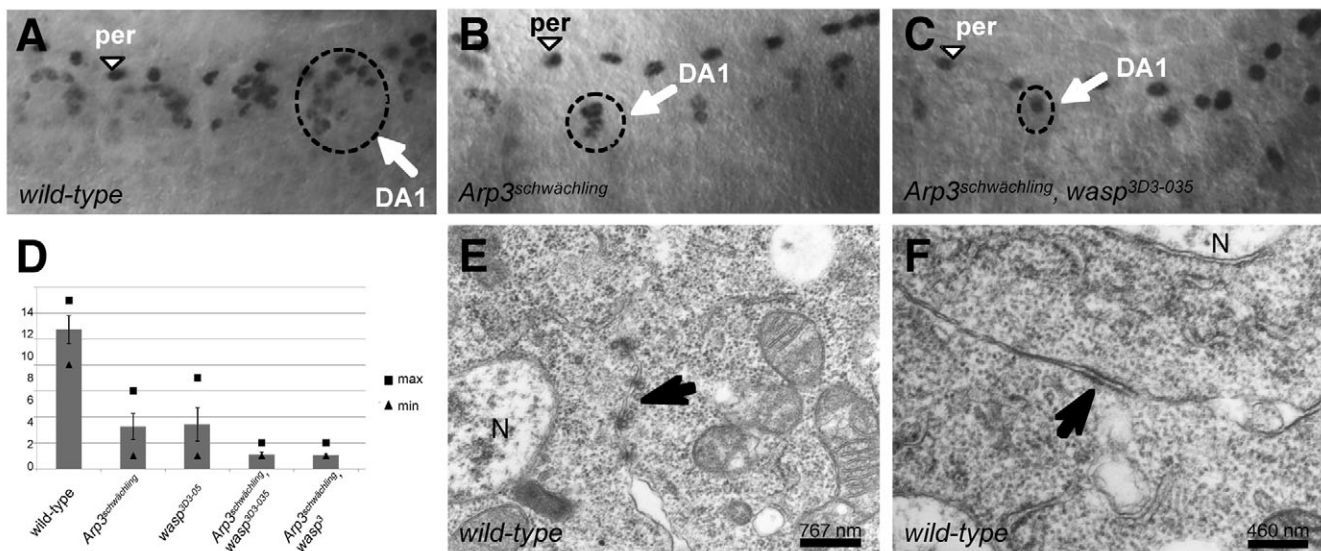 A
per
DA1
wild-type
B
per
DA1
Arp3schwächling
C
per
DA1
Arp3schwächling, wasp3D3-035
D
14
12
10
8
6
4
2
0
max
min
wild-type
Arp3schwächling
wasp3D3-05
Arp3schwächling,
wasp3D3-035
Arp3schwächling,
wasp3
E
N
wild-type
767 nm
F
N
wild-type
460 nm